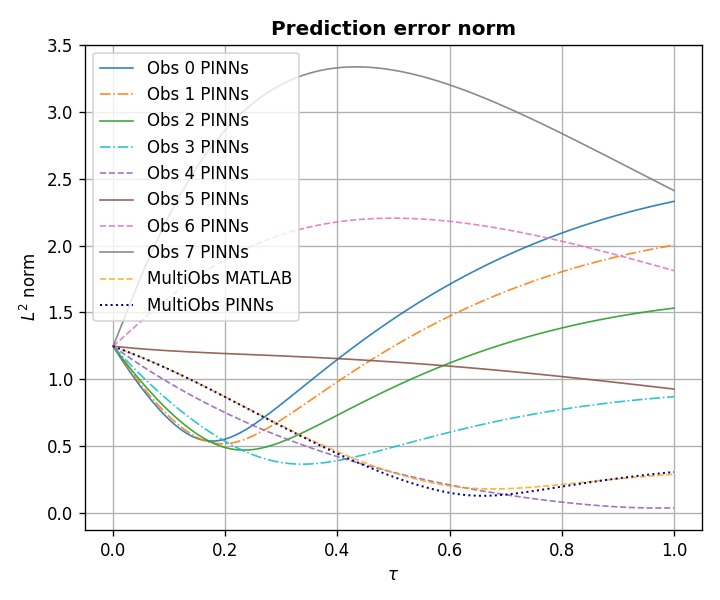 Prediction error norm
3.5
3.0
2.5
2.0
1.5
1.0
0.5
0.0
L² norm
Obs 0 PINNs
Obs 1 PINNs
Obs 2 PINNs
Obs 3 PINNs
Obs 4 PINNs
Obs 5 PINNs
Obs 6 PINNs
Obs 7 PINNs
MultiObs MATLAB
MultiObs PINNs
0.0 0.2 0.4 0.6 0.8 1.0
τ